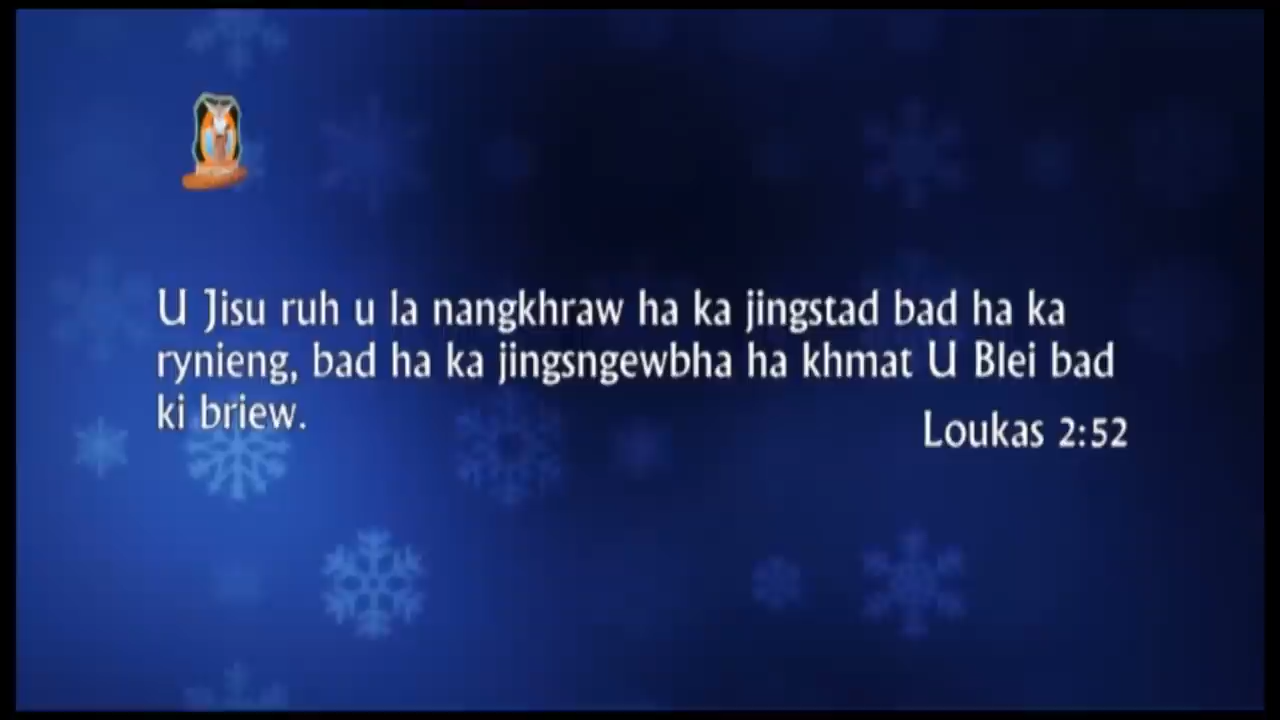 U Jisu ruh u la nangkhraw ha ka jingstad bad ha ka
rynieng, bad ha ka jingsngewbha ha khmat U Blei bad
ki briew.
Loukas 2:52